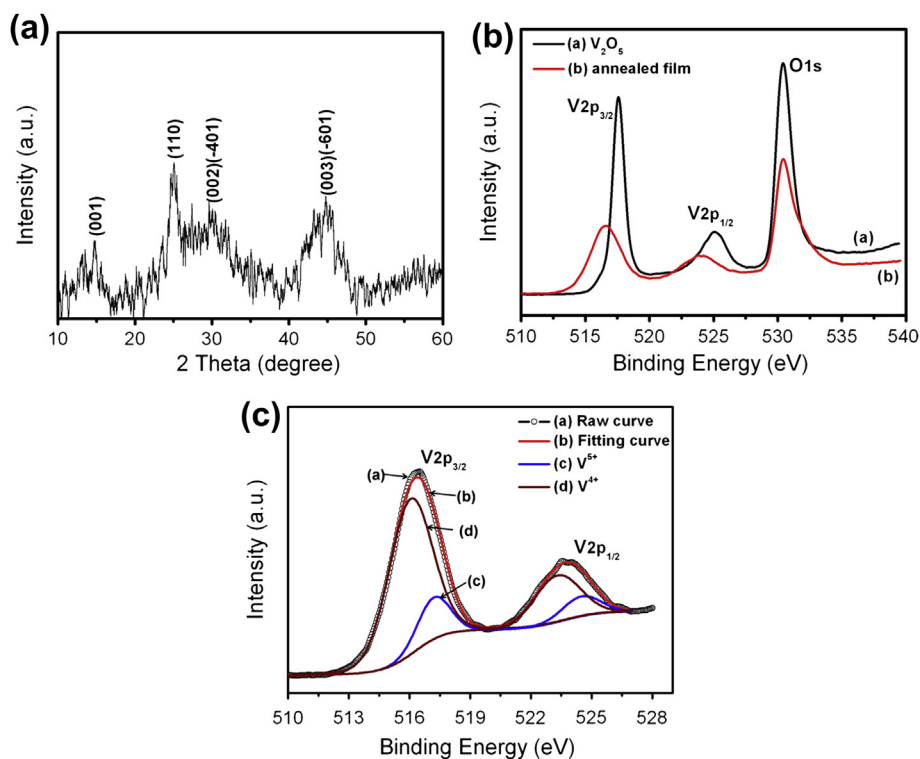 (a)
Intensity (a.u.)
(001)
(110)
(002)(-401)
(003)(-601)
10 20 30 40 50 60
2 Theta (degree)
(b)
(a) V₂O₅
(b) annealed film
V2p₃/₂
V2p₁/₂
O1s
(a)
(b)
Intensity (a.u.)
510 515 520 525 530 535 540
Binding Energy (eV)
(c)
(a) Raw curve
(b) Fitting curve
(c) V⁵⁺
(d) V⁴⁺
V2p₃/₂
(a)
(b)
(d)
(c)
V2p₁/₂
Intensity (a.u.)
510 513 516 519 522 525 528
Binding Energy (eV)